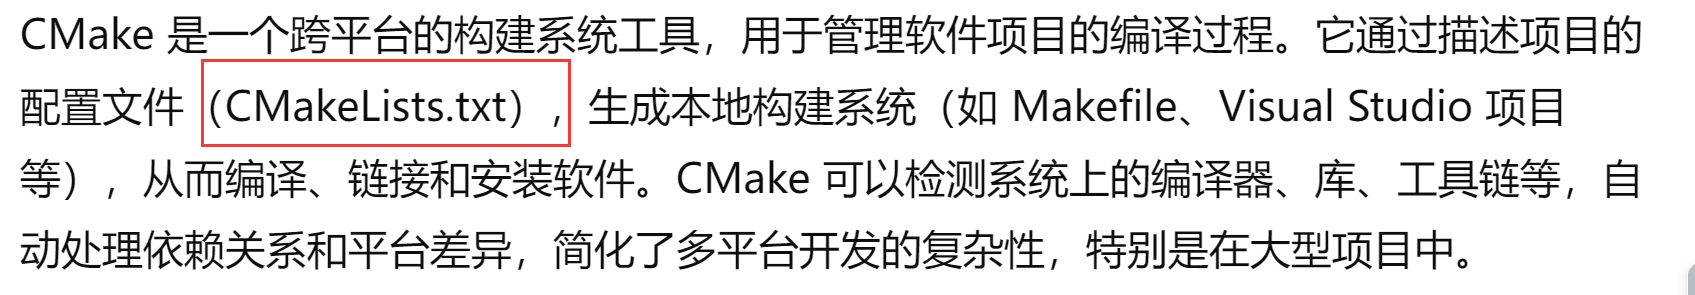 CMake 是一个跨平台的构建系统工具，用于管理软件项目的编译过程。它通过描述项目的
配置文件（CMakeLists.txt），生成本地构建系统（如 Makefile、Visual Studio 项目
等），从而编译、链接和安装软件。CMake 可以检测系统上的编译器、库、工具链等，自
动处理依赖关系和平台差异，简化了多平台开发的复杂性，特别是在大型项目中。